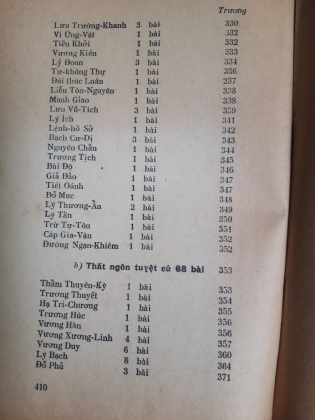 Trương
Lưu Trường-Khanh 3 bài 330
Vi Ứng-Vật 1 bài 332
Tiền Khởi 1 bài 332
Vương Kiến 1 bài 333
Lý Đoan 3 bài 334
Tư-không Thự 1 bài 336
Đái thúc Luân 1 bài 237
Liễu Tôn-Nguyên 1 bài 338
Mạnh Giao 1 bài 338
Lưu Vũ-Tích 3 bài 339
Lý Ích 1 bài 341
Lệnh-hồ Sở 1 bài 342
Bạch Cư-Dị 3 bài 343
Nguyên Chẩn 1 bài 344
Trương Tịch 1 bài 345
Bùi Độ 1 bài 346
Giả Đảo 1 bài 347
Tiết Oánh 1 bài 347
Đỗ Mục 1 bài 348
Lý Thương-Ẩn 2 bài 349
Lý Tần 1 bài 350
Trừ Tư-Tôn 1 bài 351
Cáp Gia-Vận 1 bài 352
Đường Ngạn-Khiêm 1 bài 352
b) Thất ngôn tuyệt cú 68 bài 353
Thẩm Thuyên-Kỳ 1 bài 353
Trương Thuyết 1 bài 354
Hạ Tri-Chương 1 bài 355
Trương Húc 1 bài 356
Vương Hàn 1 bài 356
Vương Xương-Linh 4 bài 358
Vương Duy 6 bài 360
Lý Bạch 8 bài 364
Đỗ Phủ 3 bài 371
410